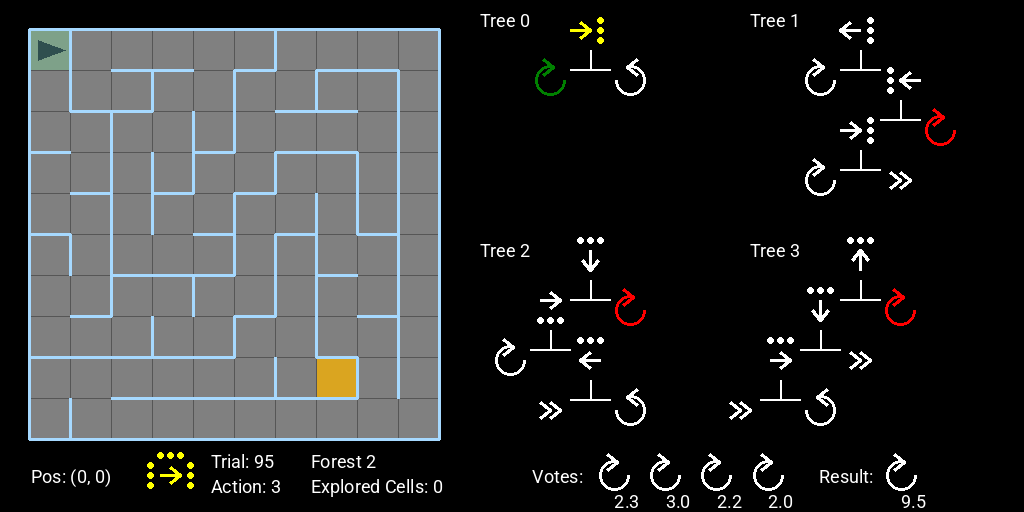 Tree 0
Tree 1
Tree 2
Tree 3
Pos: (0, 0)
Trial: 95
Forest 2
Action: 3
Explored Cells: 0
Votes:
2.3
3.0
2.2
2.0
Result:
9.5